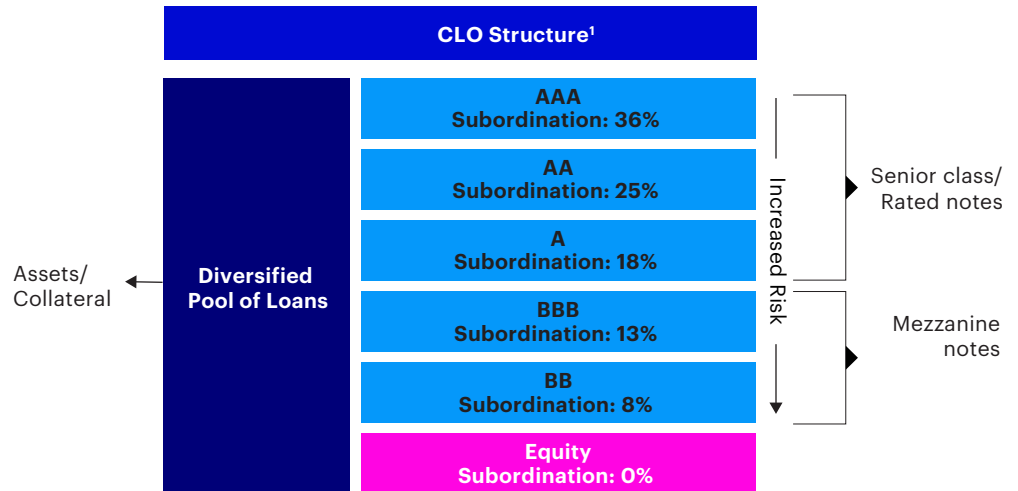 CLO Structure¹
Assets/
Collateral
Diversified
Pool of Loans
AAA
Subordination: 36%
AA
Subordination: 25%
A
Subordination: 18%
BBB
Subordination: 13%
BB
Subordination: 8%
Equity
Subordination: 0%
Increased Risk
Senior class/
Rated notes
Mezzanine
notes